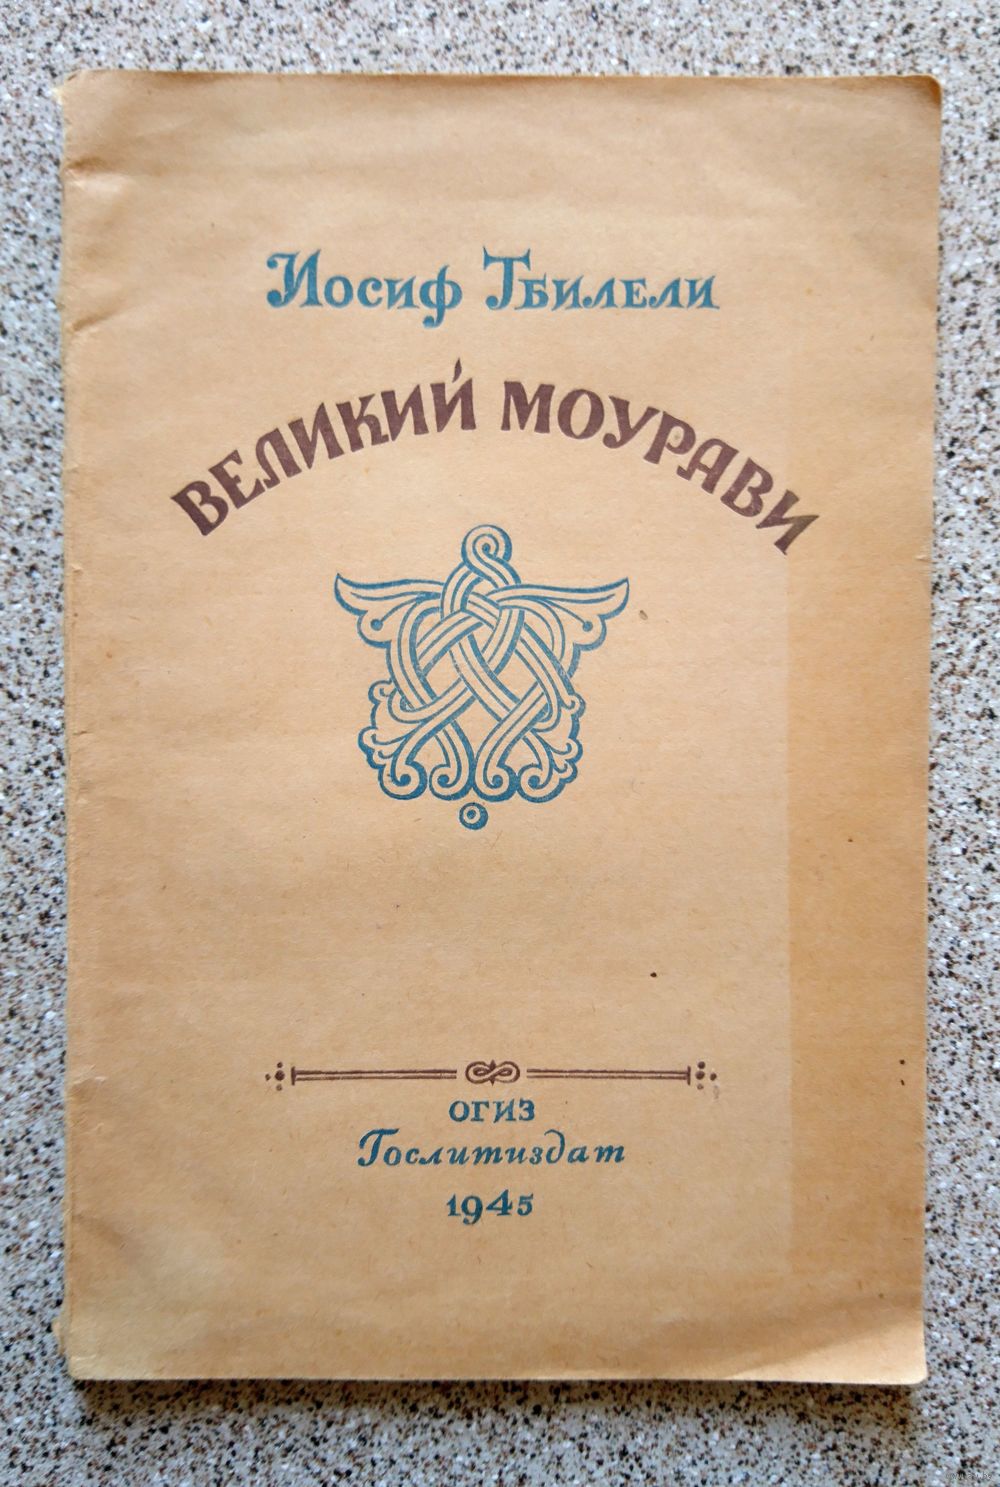 Иосиф Тбилели
ВЕЛИКИЙ МОУРАВИ
ОГИЗ
Гослитиздат
1945